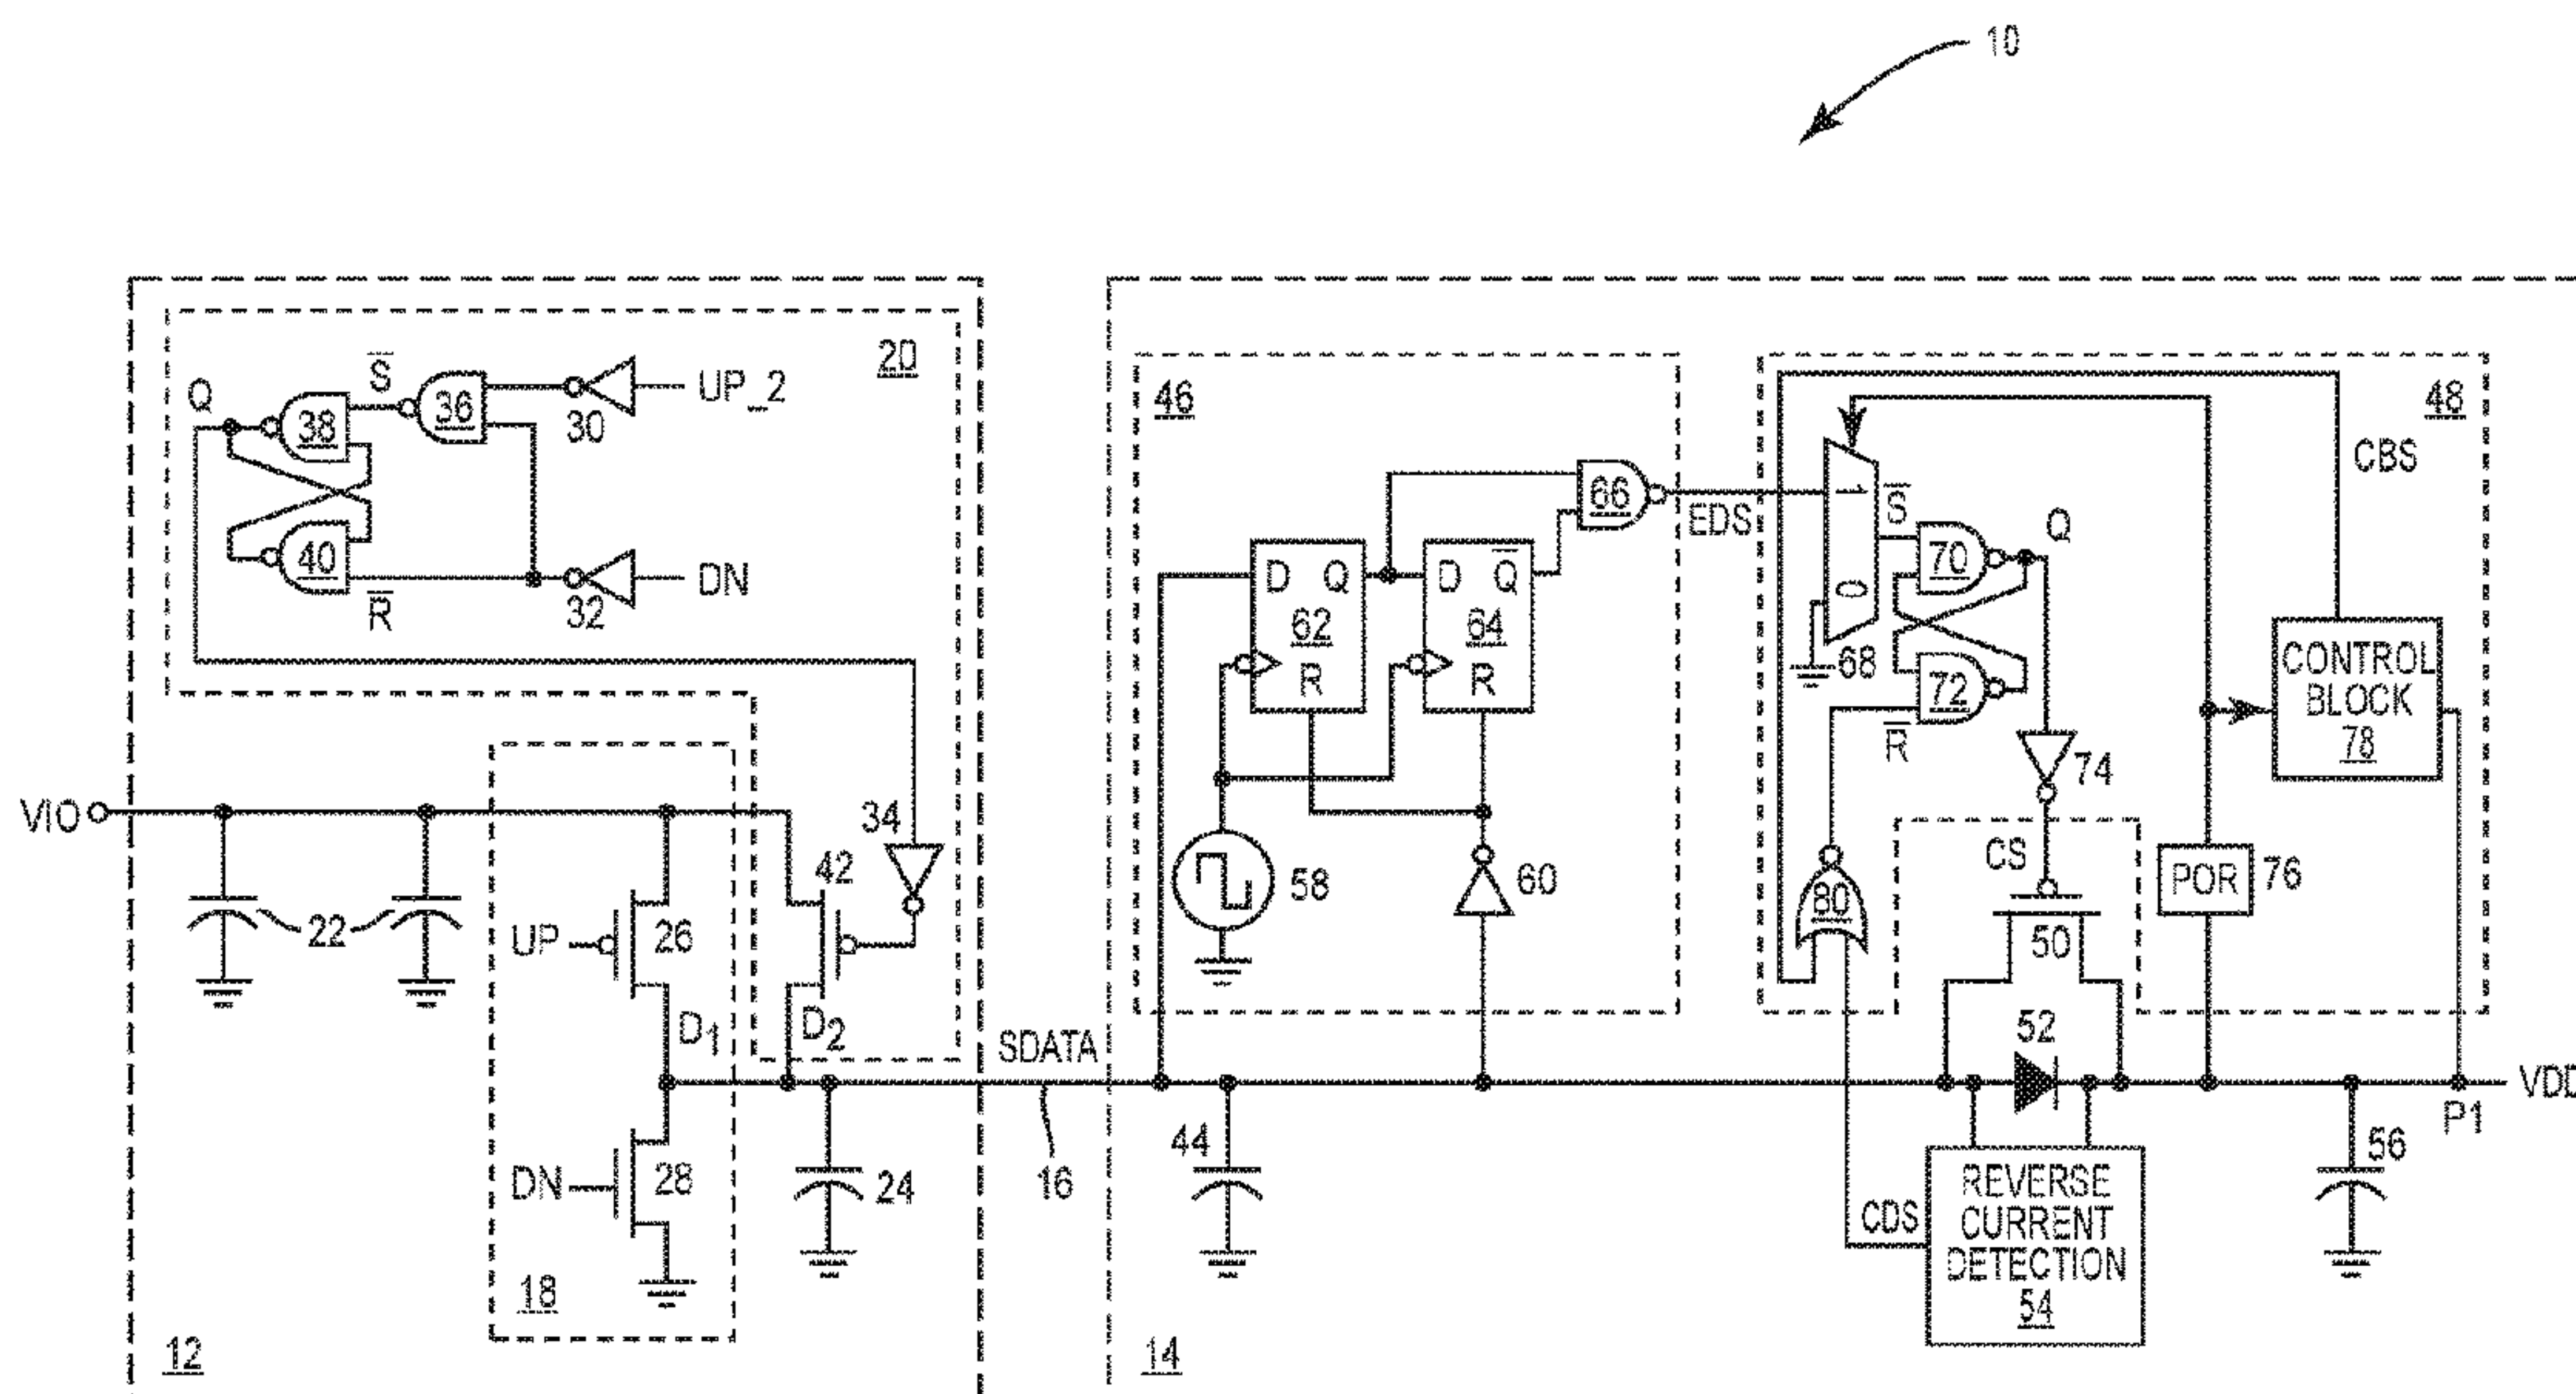 10
20
Q
S
38
36
30
UP_2
40
R
32
DN
VIO
22
UP
26
D1
DN
28
18
42
34
D2
24
12
SDATA
16
46
D Q
62
R
D Q
64
R
66
EDS
58
60
44
14
48
CBS
1
0
68
S
70
Q
72
R
74
CONTROL
BLOCK
78
80
CS
50
POR
76
52
CDS
REVERSE
CURRENT
DETECTION
54
56
P1
VDD